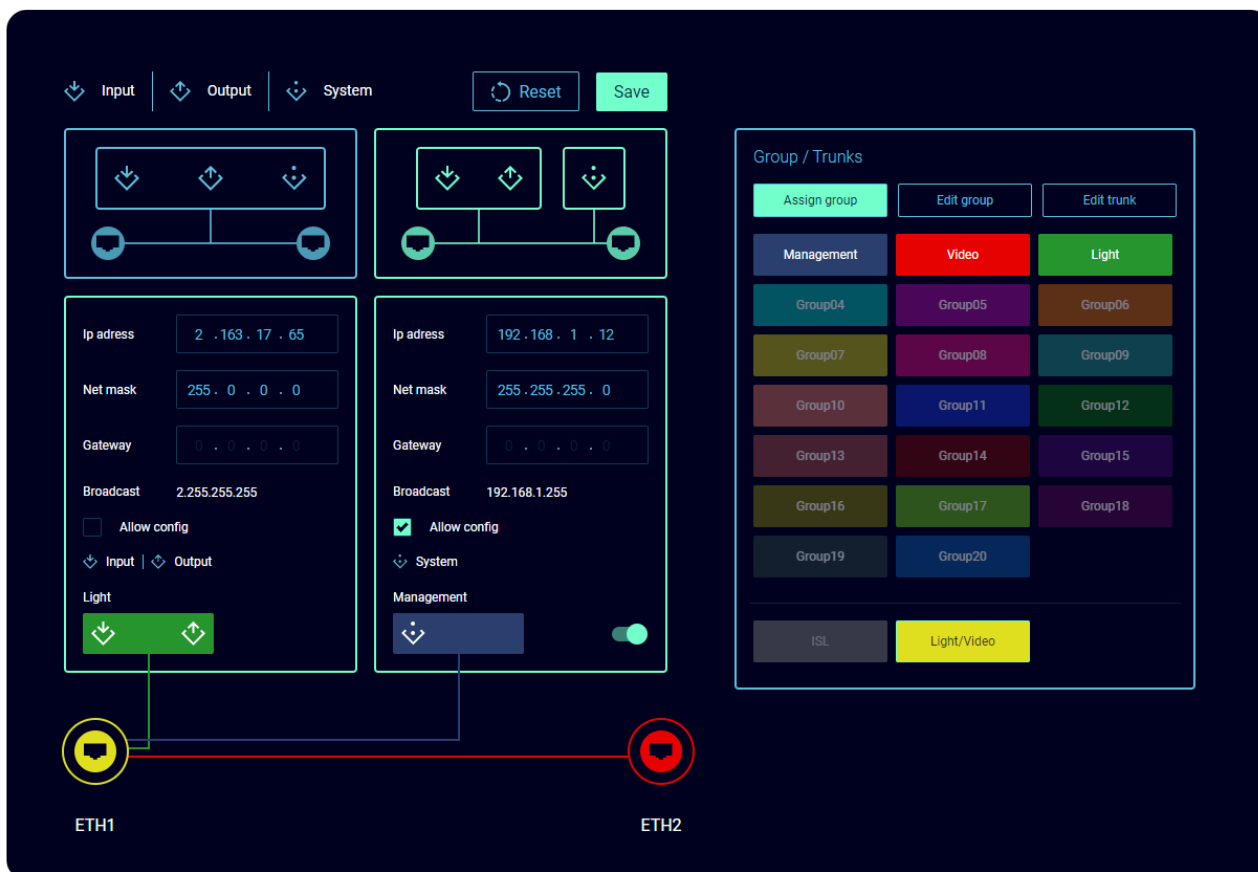 Input Output System Reset Save
Group / Trunks
Assign group Edit group Edit trunk
Management Video Light
Group04 Group05 Group06
Group07 Group08 Group09
Group10 Group11 Group12
Group13 Group14 Group15
Group16 Group17 Group18
Group19 Group20
ISL Light/Video
Ip adress 2 .163. 17 . 65
Net mask 255. 0 . 0 . 0
Gateway 0 . 0 . 0 . 0
Broadcast 2.255.255.255
Allow config
Input | Output
Light
Ip adress 192.168. 1 . 12
Net mask 255.255.255. 0
Gateway 0 . 0 . 0 . 0
Broadcast 192.168.1.255
Allow config
System
Management
ETH1 ETH2